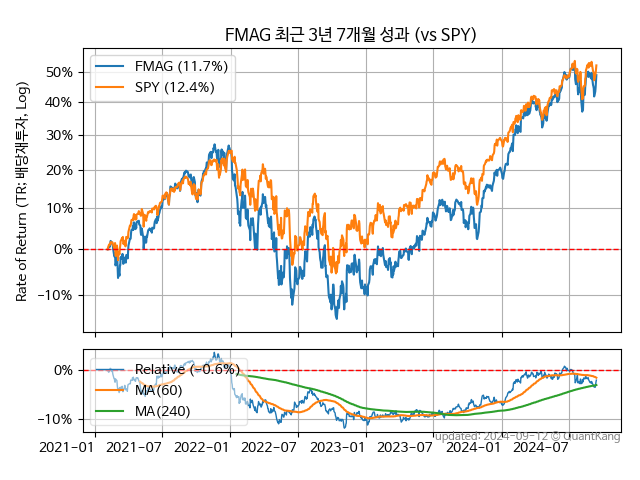 FMAG 최근 3년 7개월 성과 (vs SPY)
Rate of Return (TR: 배당재투자, Log)
50%
40%
30%
20%
10%
0%
−10%
FMAG (11.7%)
SPY (12.4%)
0%
−10%
Relative (−0.6%)
MA(60)
MA(240)
2021−01
2021−07
2022−01
2022−07
2023−01
2023−07
2024−01
2024−07
updated: 2024-09-12 © QuantKang